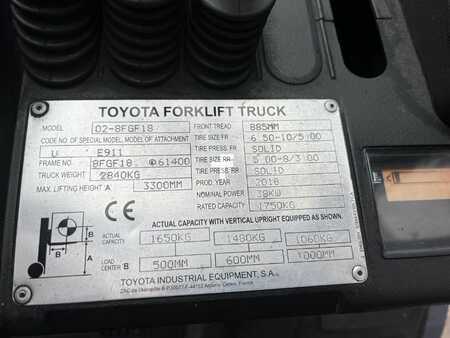 TOYOTA FORKLIFT TRUCK
MODEL 02-8FGF18 FRONT TREAD 885MM
CODE NO. OF SPECIAL MODEL, MODEL OF ATTACHMENT TIRE SIZE FR 6.50-10/5.00
U E911 TIRE PRESS. FR SOLID
FRAME NO. 8FGF18 61400 TIRE SIZE RR 5.00-8/3.00
TRUCK WEIGHT 2840KG TIRE PRESS RR SOLID
MAX. LIFTING HEIGHT A 3300MM PROD. YEAR 2018
NOMINAL POWER 38KW
RATED CAPACITY 1750KG
CE
ACTUAL CAPACITY WITH VERTICAL UPRIGHT EQUIPPED AS SHOWN.
ACTUAL CAPACITY 1650KG 1480KG 1060KG
LOAD CENTER B 500MM 600MM 1000MM
B B A
TOYOTA INDUSTRIAL EQUIPMENT, S.A.